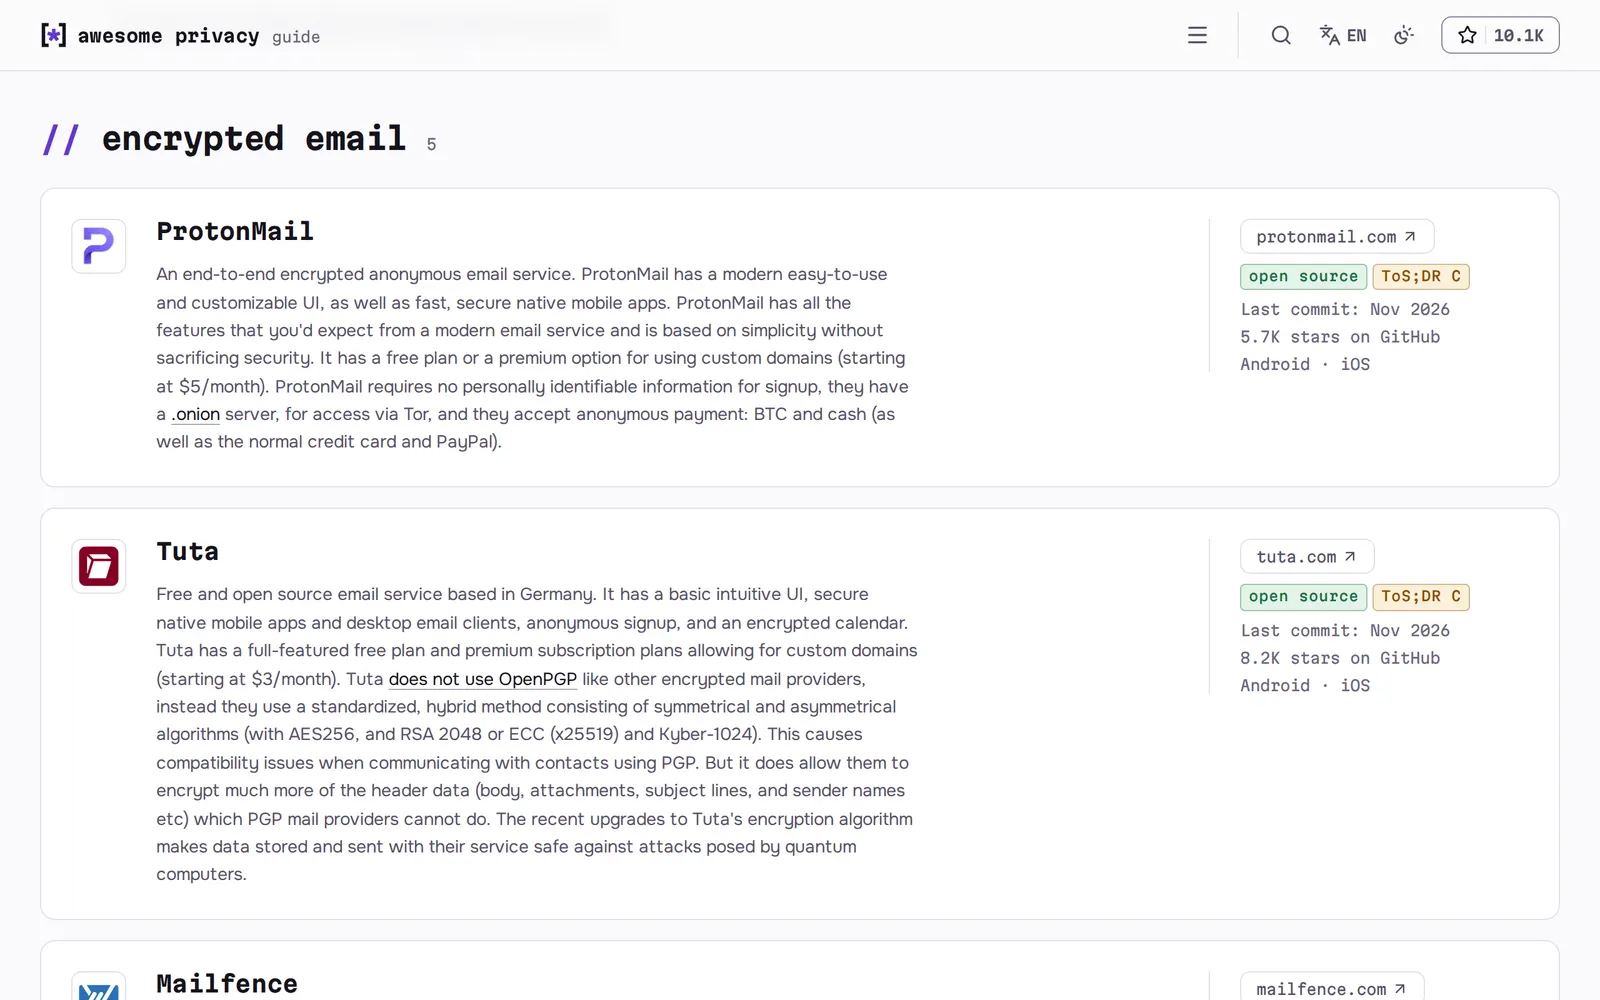 [*] awesome privacy guide
EN
10.1K
// encrypted email 5
ProtonMail
An end-to-end encrypted anonymous email service. ProtonMail has a modern easy-to-use
and customizable UI, as well as fast, secure native mobile apps. ProtonMail has all the
features that you'd expect from a modern email service and is based on simplicity without
sacrificing security. It has a free plan or a premium option for using custom domains (starting
at $5/month). ProtonMail requires no personally identifiable information for signup, they have
a .onion server, for access via Tor, and they accept anonymous payment: BTC and cash (as
well as the normal credit card and PayPal).
protonmail.com ↗
open source ToS;DR C
Last commit: Nov 2026
5.7K stars on GitHub
Android · iOS
Tuta
Free and open source email service based in Germany. It has a basic intuitive UI, secure
native mobile apps and desktop email clients, anonymous signup, and an encrypted calendar.
Tuta has a full-featured free plan and premium subscription plans allowing for custom domains
(starting at $3/month). Tuta does not use OpenPGP like other encrypted mail providers,
instead they use a standardized, hybrid method consisting of symmetrical and asymmetrical
algorithms (with AES256, and RSA 2048 or ECC (x25519) and Kyber-1024). This causes
compatibility issues when communicating with contacts using PGP. But it does allow them to
encrypt much more of the header data (body, attachments, subject lines, and sender names
etc) which PGP mail providers cannot do. The recent upgrades to Tuta's encryption algorithm
makes data stored and sent with their service safe against attacks posed by quantum
computers.
tuta.com ↗
open source ToS;DR C
Last commit: Nov 2026
8.2K stars on GitHub
Android · iOS
Mailfence
mailfence.com ↗